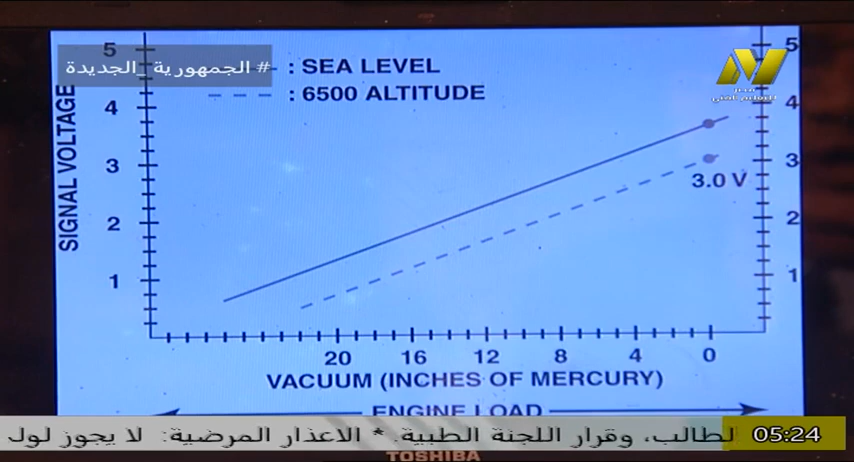 5
# الجمهورية_الجديدة
: SEA LEVEL
5
4
: 6500 ALTITUDE
4
SIGNAL VOLTAGE
3
3
3.0 V
2
2
1
1
20 16 12 8 4 0
VACUUM (INCHES OF MERCURY)
ENGINE LOAD
لطالب، وقرار اللجنة الطبية. * الاعذار المرضية: لا يجوز لول
05:24
TOSHIBA